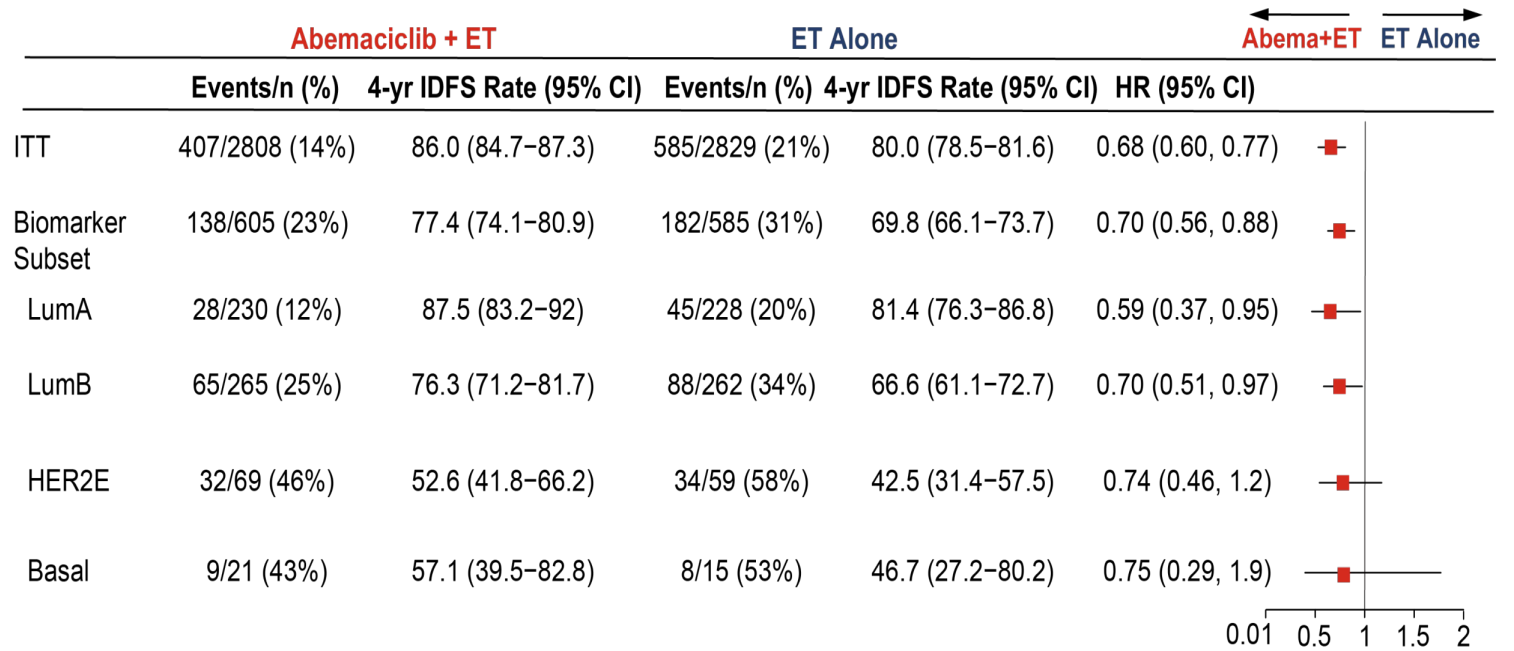 Abemaciclib + ET ET Alone Abema+ET ET Alone
Events/n (%) 4-yr IDFS Rate (95% CI) Events/n (%) 4-yr IDFS Rate (95% CI) HR (95% CI)
ITT 407/2808 (14%) 86.0 (84.7−87.3) 585/2829 (21%) 80.0 (78.5−81.6) 0.68 (0.60, 0.77)
Biomarker 138/605 (23%) 77.4 (74.1−80.9) 182/585 (31%) 69.8 (66.1−73.7) 0.70 (0.56, 0.88)
Subset
LumA 28/230 (12%) 87.5 (83.2−92) 45/228 (20%) 81.4 (76.3−86.8) 0.59 (0.37, 0.95)
LumB 65/265 (25%) 76.3 (71.2−81.7) 88/262 (34%) 66.6 (61.1−72.7) 0.70 (0.51, 0.97)
HER2E 32/69 (46%) 52.6 (41.8−66.2) 34/59 (58%) 42.5 (31.4−57.5) 0.74 (0.46, 1.2)
Basal 9/21 (43%) 57.1 (39.5−82.8) 8/15 (53%) 46.7 (27.2−80.2) 0.75 (0.29, 1.9)
0.01 0.5 1 1.5 2